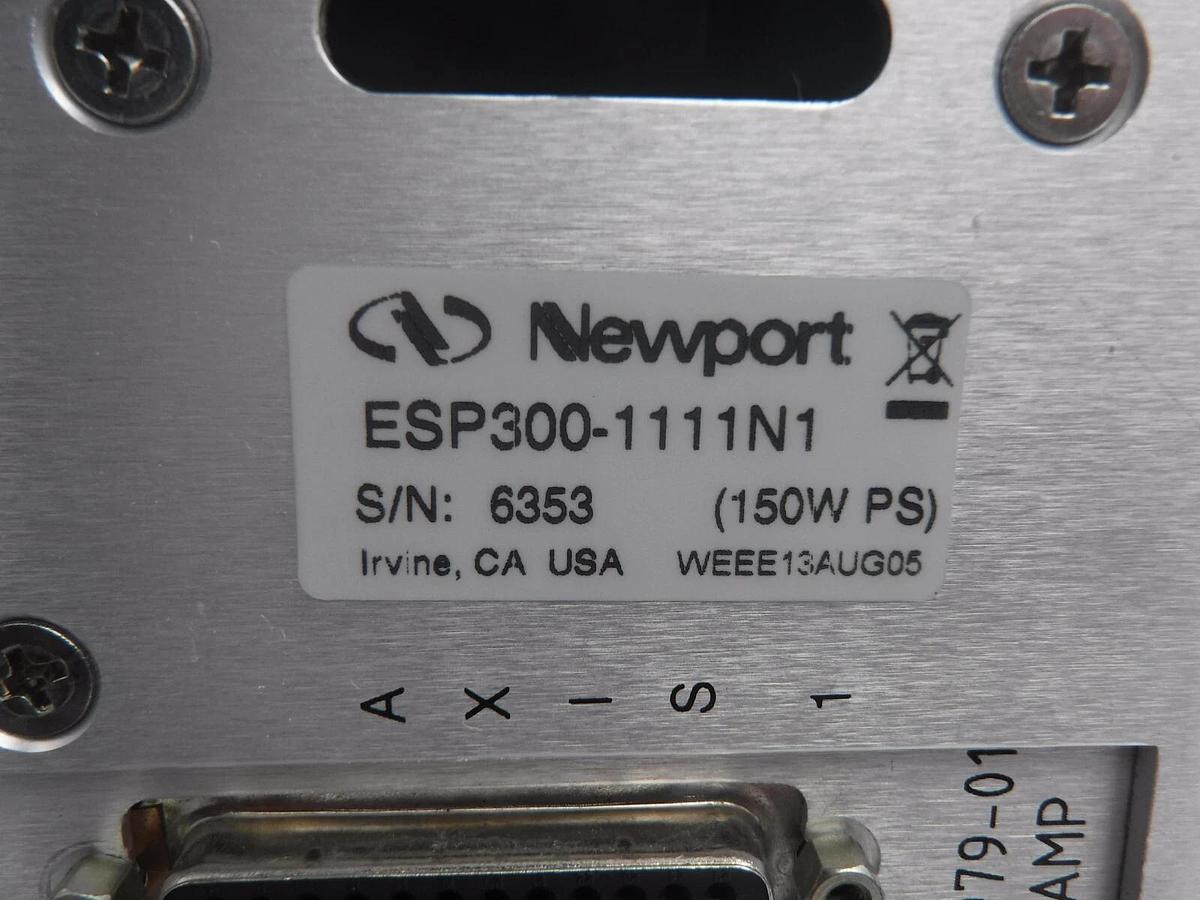 Newport
ESP300-1111N1
S/N: 6353 (150W PS)
Irvine, CA USA WEEE13AUG05
AXIS 1
79-01
AMP